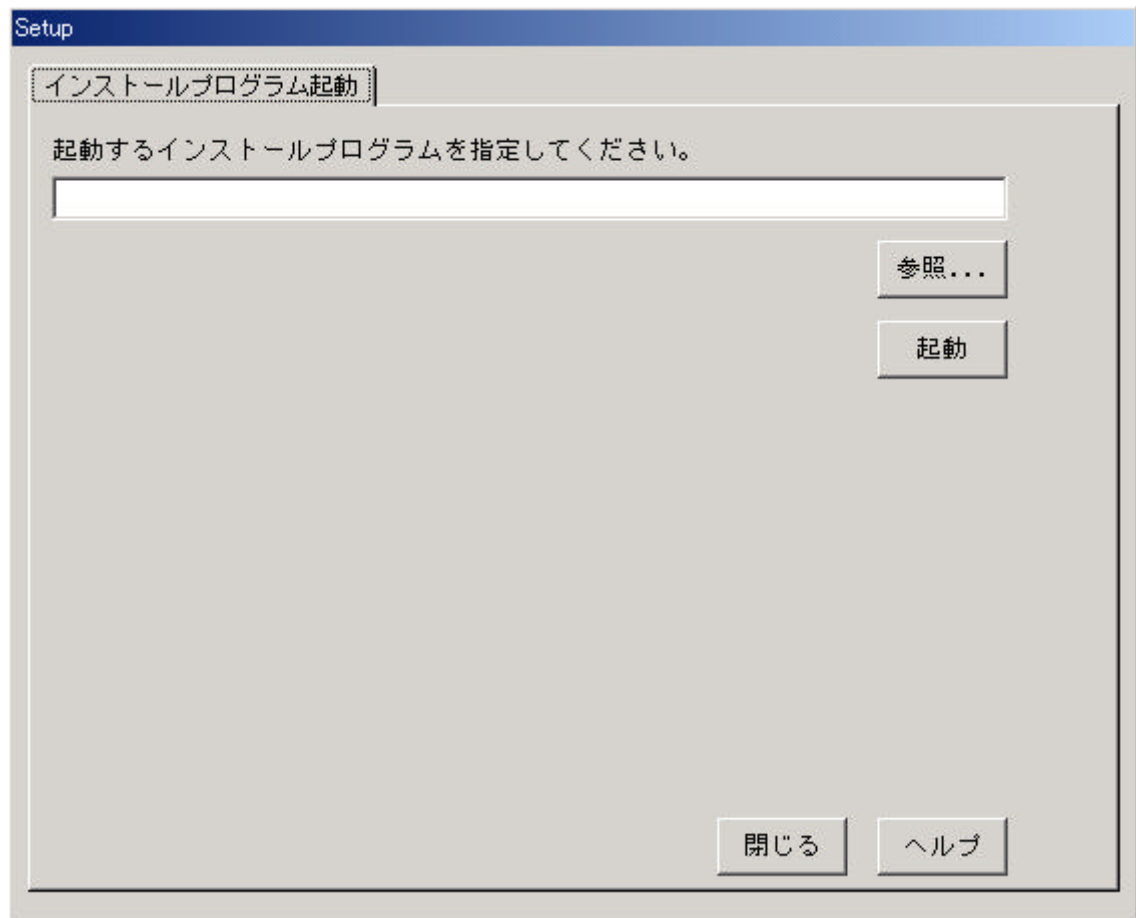 Setup
インストールプログラム起動
起動するインストールプログラムを指定してください。
参照...
起動
閉じる
ヘルプ